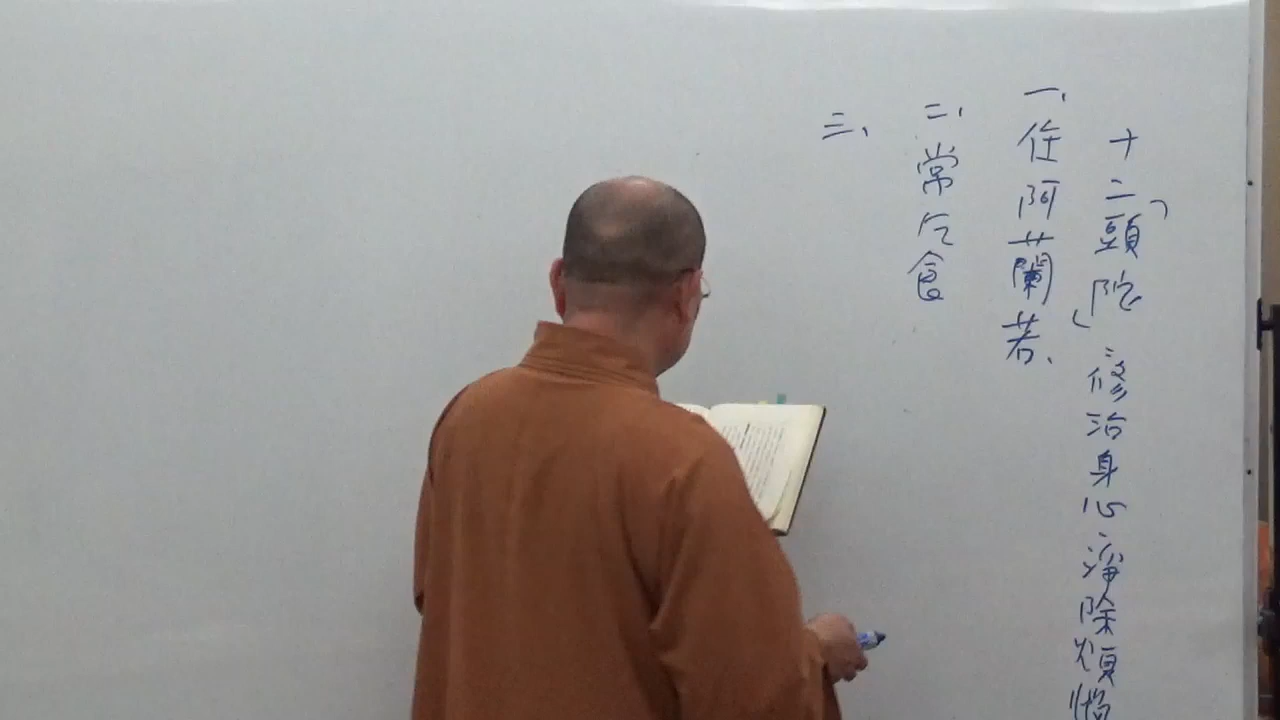 十二「頭陀」修治身心淨除煩惱
一、住阿蘭若、
二、常乞食
三、